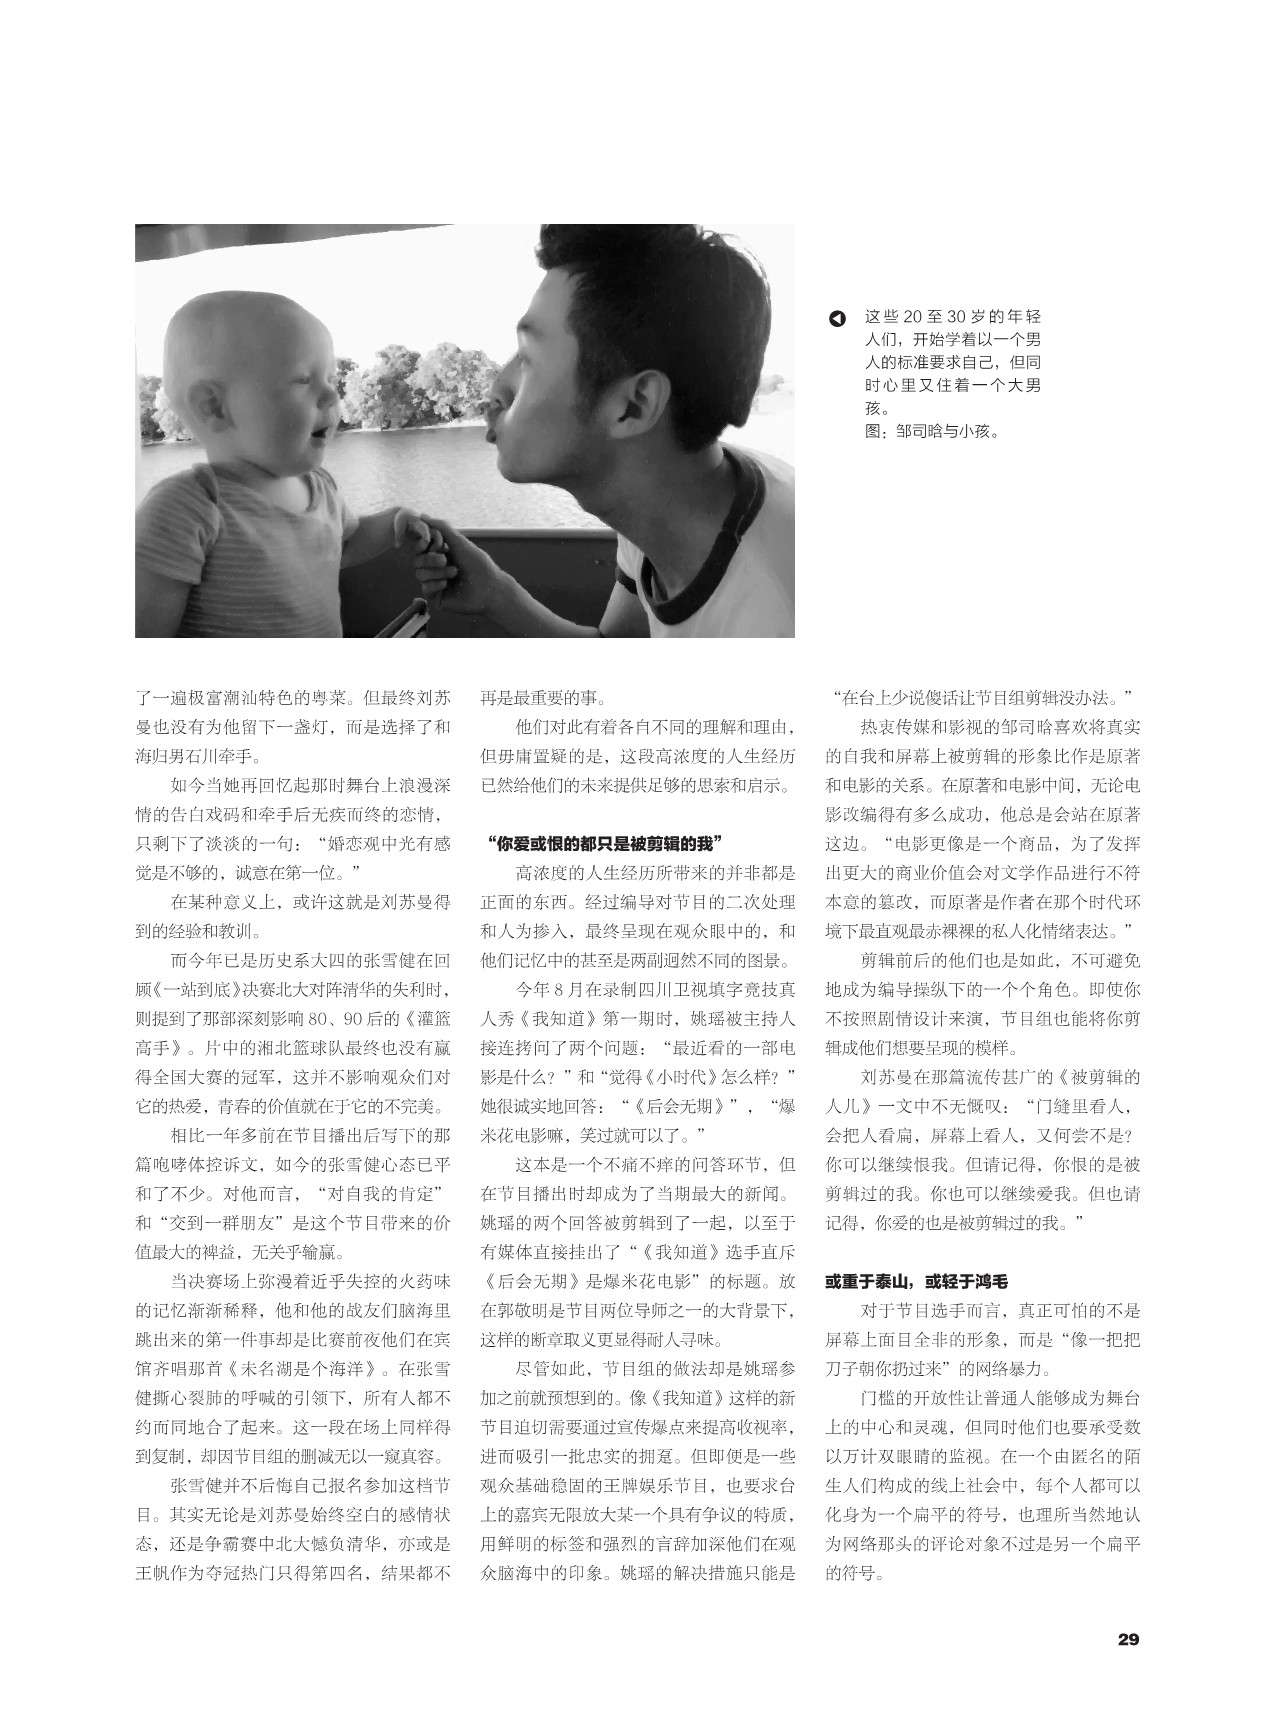 这些 20 至 30 岁的年轻
人们，开始学着以一个男
人的标准要求自己，但同
时心里又住着一个大男
孩。
图：邹司晗与小孩。
了一遍极富潮汕特色的粤菜。但最终刘苏
曼也没有为他留下一盏灯，而是选择了和
海归男石川牵手。
如今当她再回忆起那时舞台上浪漫深
情的告白戏码和牵手后无疾而终的恋情，
只剩下了淡淡的一句：“婚恋观中光有感
觉是不够的，诚意在第一位。”
在某种意义上，或许这就是刘苏曼得
到的经验和教训。
而今年已是历史系大四的张雪健在回
顾《一站到底》决赛北大对阵清华的失利时，
则提到了那部深刻影响 80、90 后的《灌篮
高手》。片中的湘北篮球队最终也没有赢
得全国大赛的冠军，这并不影响观众们对
它的热爱，青春的价值就在于它的不完美。
相比一年多前在节目播出后写下的那
篇咆哮体控诉文，如今的张雪健心态已平
和了不少。对他而言，“对自我的肯定”
和“交到一群朋友”是这个节目带来的价
值最大的裨益，无关乎输赢。
当决赛场上弥漫着近乎失控的火药味
的记忆渐渐稀释，他和他的战友们脑海里
跳出来的第一件事却是比赛前夜他们在宾
馆齐唱那首《未名湖是个海洋》。在张雪
健撕心裂肺的呼喊的引领下，所有人都不
约而同地合了起来。这一段在场上同样得
到复制，却因节目组的删减无以一窥真容。
张雪健并不后悔自己报名参加这档节
目。其实无论是刘苏曼始终空白的感情状
态，还是争霸赛中北大憾负清华，亦或是
王帆作为夺冠热门只得第四名，结果都不
再是最重要的事。
他们对此有着各自不同的理解和理由，
但毋庸置疑的是，这段高浓度的人生经历
已然给他们的未来提供足够的思索和启示。
“你爱或恨的都只是被剪辑的我”
高浓度的人生经历所带来的并非都是
正面的东西。经过编导对节目的二次处理
和人为掺入，最终呈现在观众眼中的，和
他们记忆中的甚至是两副迥然不同的图景。
今年 8 月在录制四川卫视填字竞技真
人秀《我知道》第一期时，姚瑶被主持人
接连拷问了两个问题：“最近看的一部电
影是什么？”和“觉得《小时代》怎么样？”
她很诚实地回答：“《后会无期》”，“爆
米花电影嘛，笑过就可以了。”
这本是一个不痛不痒的问答环节，但
在节目播出时却成为了当期最大的新闻。
姚瑶的两个回答被剪辑到了一起，以至于
有媒体直接挂出了“《我知道》选手直斥
《后会无期》是爆米花电影”的标题。放
在郭敬明是节目两位导师之一的大背景下，
这样的断章取义更显得耐人寻味。
尽管如此，节目组的做法却是姚瑶参
加之前就预想到的。像《我知道》这样的新
节目迫切需要通过宣传爆点来提高收视率，
进而吸引一批忠实的拥趸。但即便是一些
观众基础稳固的王牌娱乐节目，也要求台
上的嘉宾无限放大某一个具有争议的特质，
用鲜明的标签和强烈的言辞加深他们在观
众脑海中的印象。姚瑶的解决措施只能是
“在台上少说傻话让节目组剪辑没办法。”
热衷传媒和影视的邹司晗喜欢将真实
的自我和屏幕上被剪辑的形象比作是原著
和电影的关系。在原著和电影中间，无论电
影改编得有多么成功，他总是会站在原著
这边。“电影更像是一个商品，为了发挥
出更大的商业价值会对文学作品进行不符
本意的篡改，而原著是作者在那个时代环
境下最直观最赤裸裸的私人化情绪表达。”
剪辑前后的他们也是如此，不可避免
地成为编导操纵下的一个个角色。即使你
不按照剧情设计来演，节目组也能将你剪
辑成他们想要呈现的模样。
刘苏曼在那篇流传甚广的《被剪辑的
人儿》一文中不无慨叹：“门缝里看人，
会把人看扁，屏幕上看人，又何尝不是？
你可以继续恨我。但请记得，你恨的是被
剪辑过的我。你也可以继续爱我。但也请
记得，你爱的也是被剪辑过的我。”
或重于泰山，或轻于鸿毛
对于节目选手而言，真正可怕的不是
屏幕上面目全非的形象，而是“像一把把
刀子朝你扔过来”的网络暴力。
门槛的开放性让普通人能够成为舞台
上的中心和灵魂，但同时他们也要承受数
以万计双眼睛的监视。在一个由匿名的陌
生人们构成的线上社会中，每个人都可以
化身为一个扁平的符号，也理所当然地认
为网络那头的评论对象不过是另一个扁平
的符号。
29